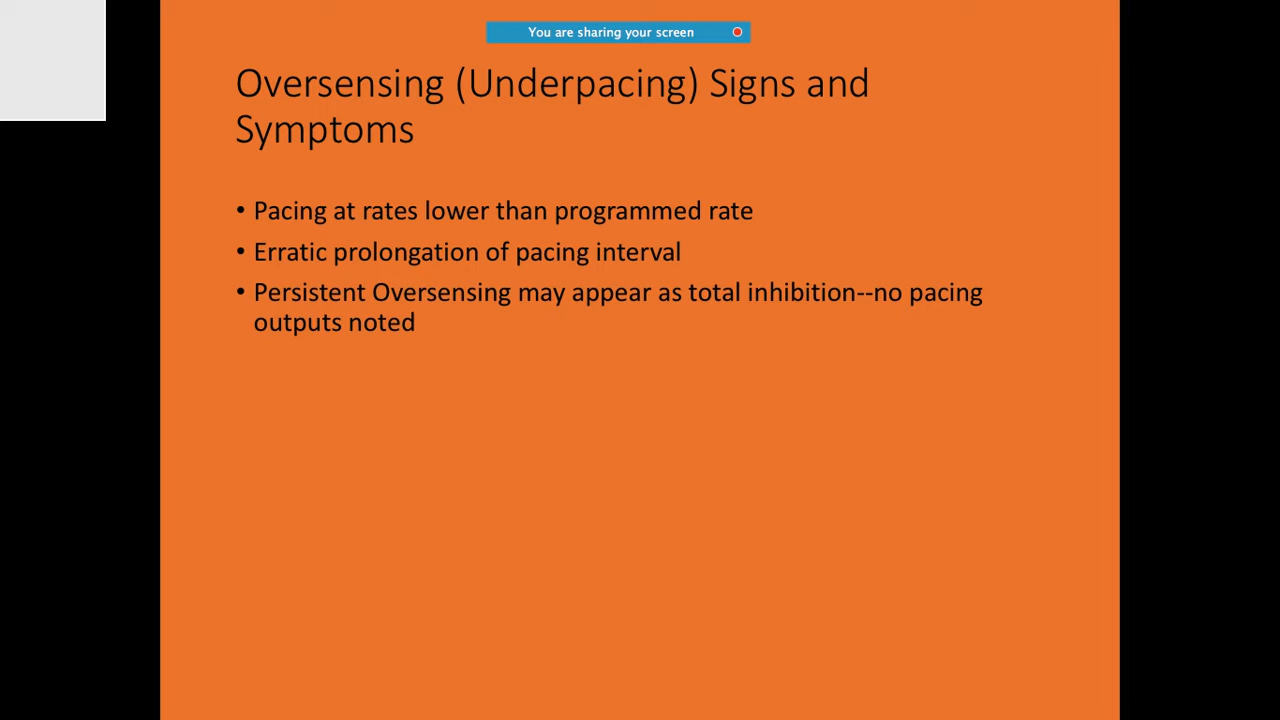 You are sharing your screen
Oversensing (Underpacing) Signs and
Symptoms
• Pacing at rates lower than programmed rate
• Erratic prolongation of pacing interval
• Persistent Oversensing may appear as total inhibition--no pacing
outputs noted